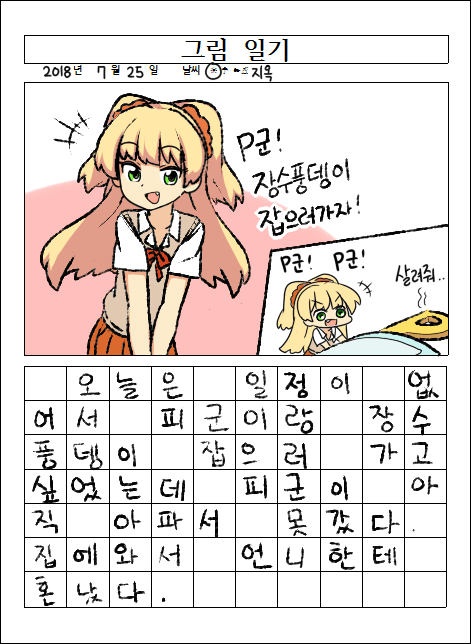 그림 일기
2018년 7월 25일 날씨 지옥
P군!
장수풍뎅이
잡으러가자!
P군! P군!
살려줘..
오늘은 일정이 없
어서 피군이랑 장수
풍뎅이 잡으러 가고
싶었는데 피군이 아
직 아파서 못 갔다.
집에와서 언니한테
혼났다.